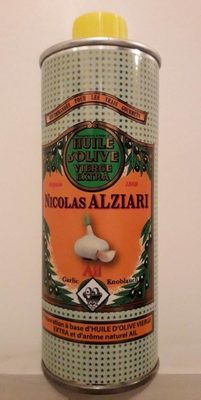 HUILE
D'OLIVE
VIERGE
EXTRA
Depuis 1868
NICOLAS ALZIARI
Ail
Garlic Knoblauch
Préparation à base d'HUILE D'OLIVE VIERGE
EXTRA et d'arôme naturel AIL